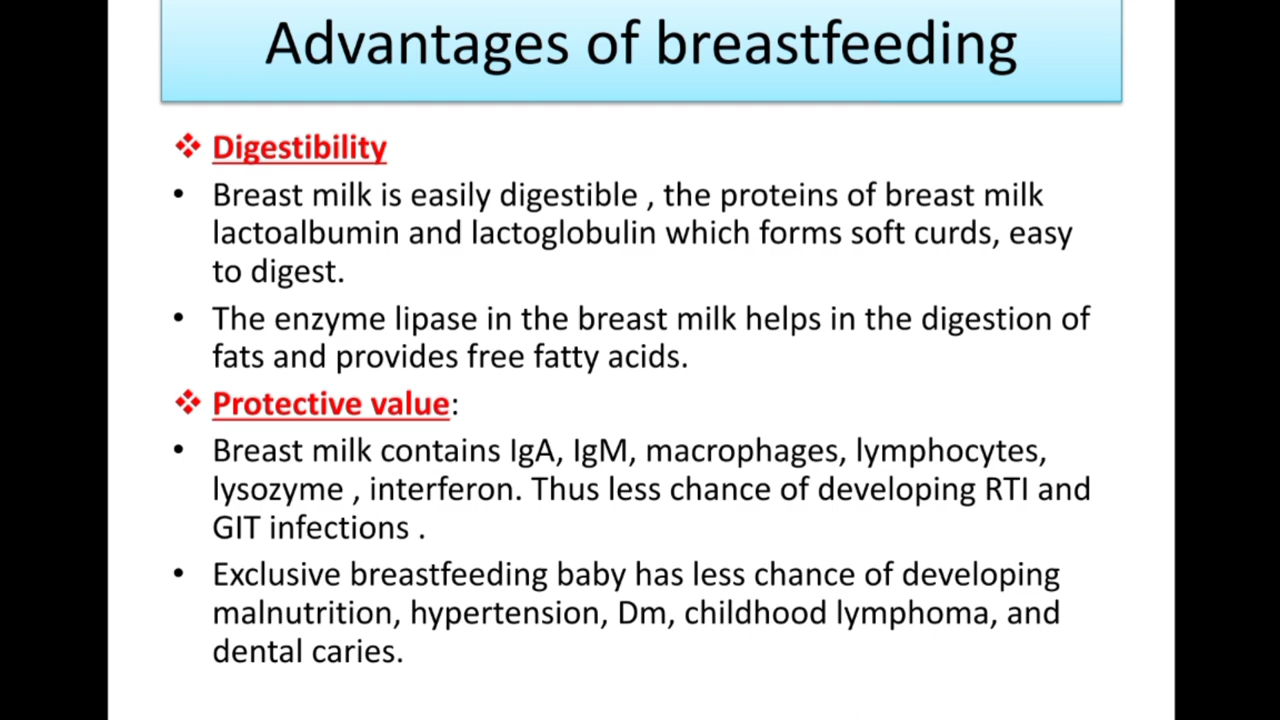 Advantages of breastfeeding
❖ Digestibility
• Breast milk is easily digestible , the proteins of breast milk
lactoalbumin and lactoglobulin which forms soft curds, easy
to digest.
• The enzyme lipase in the breast milk helps in the digestion of
fats and provides free fatty acids.
❖ Protective value:
• Breast milk contains IgA, IgM, macrophages, lymphocytes,
lysozyme , interferon. Thus less chance of developing RTI and
GIT infections .
• Exclusive breastfeeding baby has less chance of developing
malnutrition, hypertension, Dm, childhood lymphoma, and
dental caries.